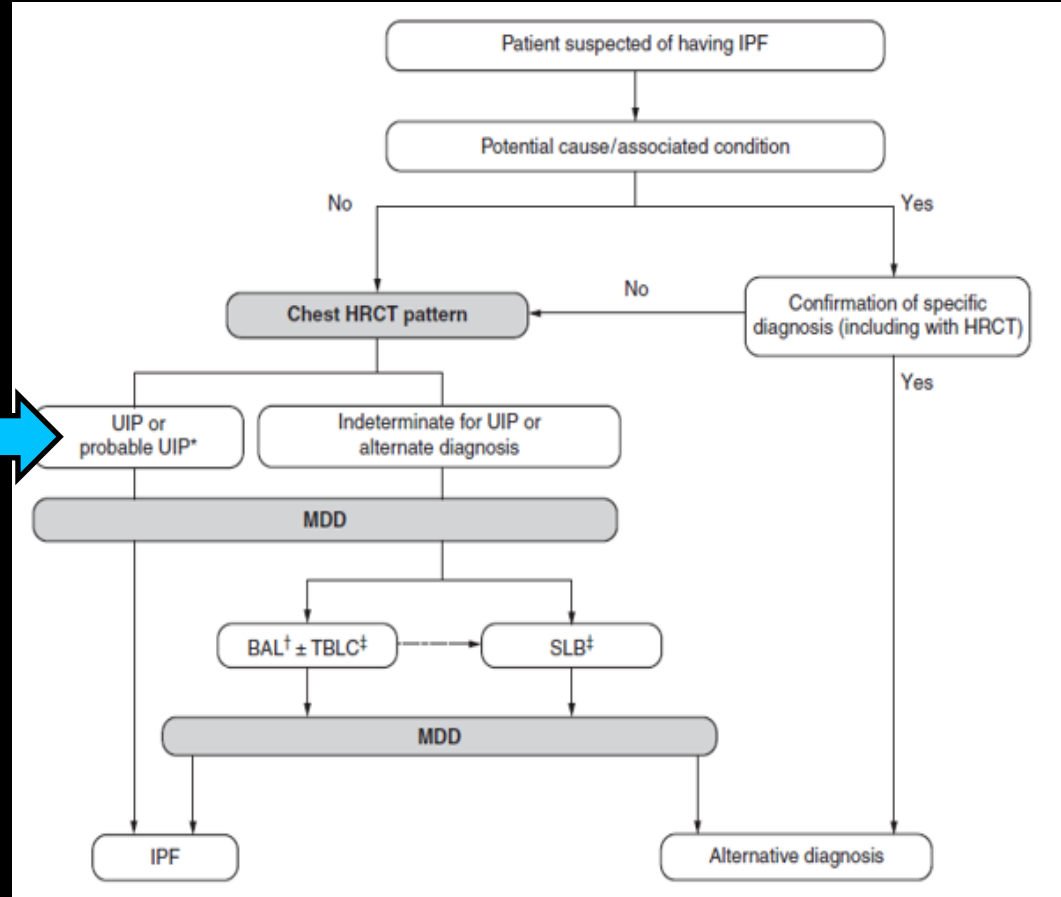 Patient suspected of having IPF
Potential cause/associated condition
No
Yes
Chest HRCT pattern
No
Confirmation of specific
diagnosis (including with HRCT)
Yes
UIP or
probable UIP*
Indeterminate for UIP or
alternate diagnosis
MDD
BAL† ± TBLC‡
SLB‡
MDD
IPF
Alternative diagnosis